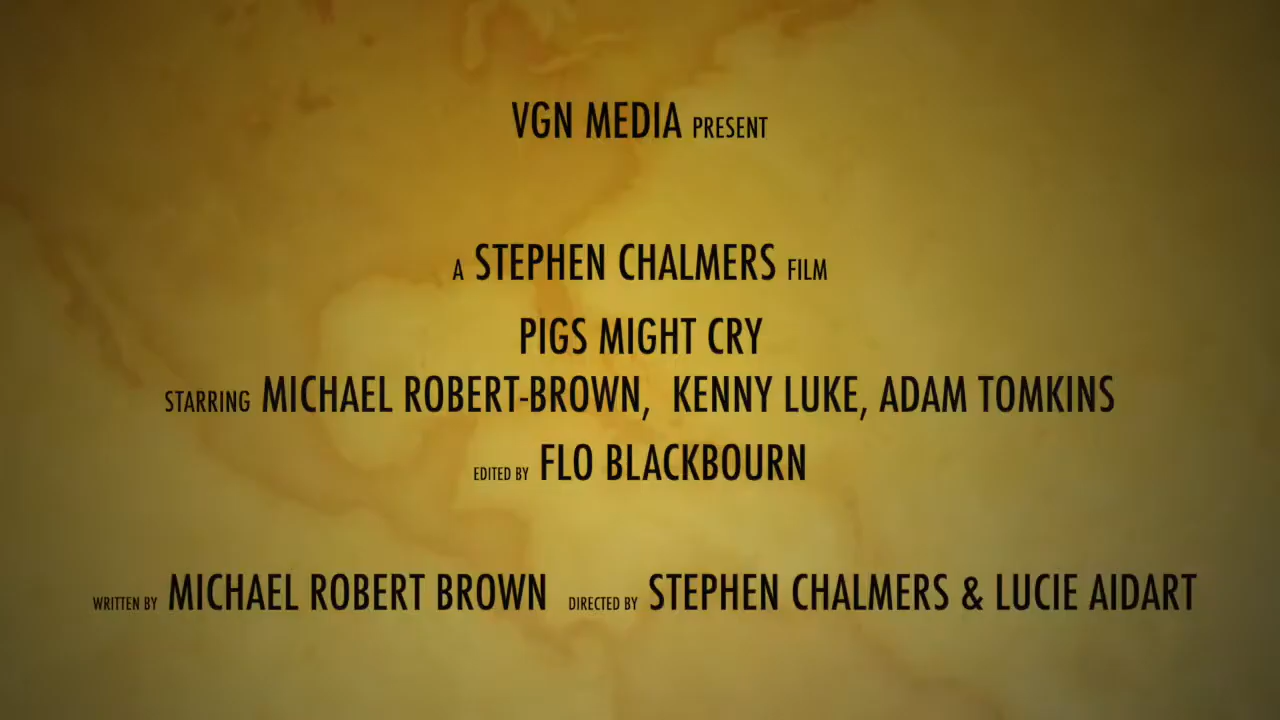 VGN MEDIA PRESENT
A STEPHEN CHALMERS FILM
PIGS MIGHT CRY
STARRING MICHAEL ROBERT-BROWN, KENNY LUKE, ADAM TOMKINS
EDITED BY FLO BLACKBOURN
WRITTEN BY MICHAEL ROBERT BROWN DIRECTED BY STEPHEN CHALMERS & LUCIE AIDART